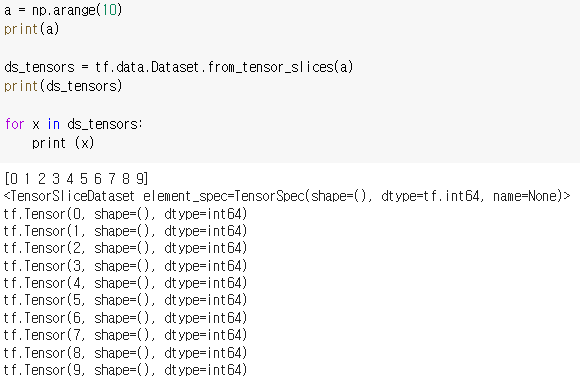 a = np.arange(10)
print(a)
ds_tensors = tf.data.Dataset.from_tensor_slices(a)
print(ds_tensors)
for x in ds_tensors:
    print (x)
[0 1 2 3 4 5 6 7 8 9]
<TensorSliceDataset element_spec=TensorSpec(shape=(), dtype=tf.int64, name=None)>
tf.Tensor(0, shape=(), dtype=int64)
tf.Tensor(1, shape=(), dtype=int64)
tf.Tensor(2, shape=(), dtype=int64)
tf.Tensor(3, shape=(), dtype=int64)
tf.Tensor(4, shape=(), dtype=int64)
tf.Tensor(5, shape=(), dtype=int64)
tf.Tensor(6, shape=(), dtype=int64)
tf.Tensor(7, shape=(), dtype=int64)
tf.Tensor(8, shape=(), dtype=int64)
tf.Tensor(9, shape=(), dtype=int64)